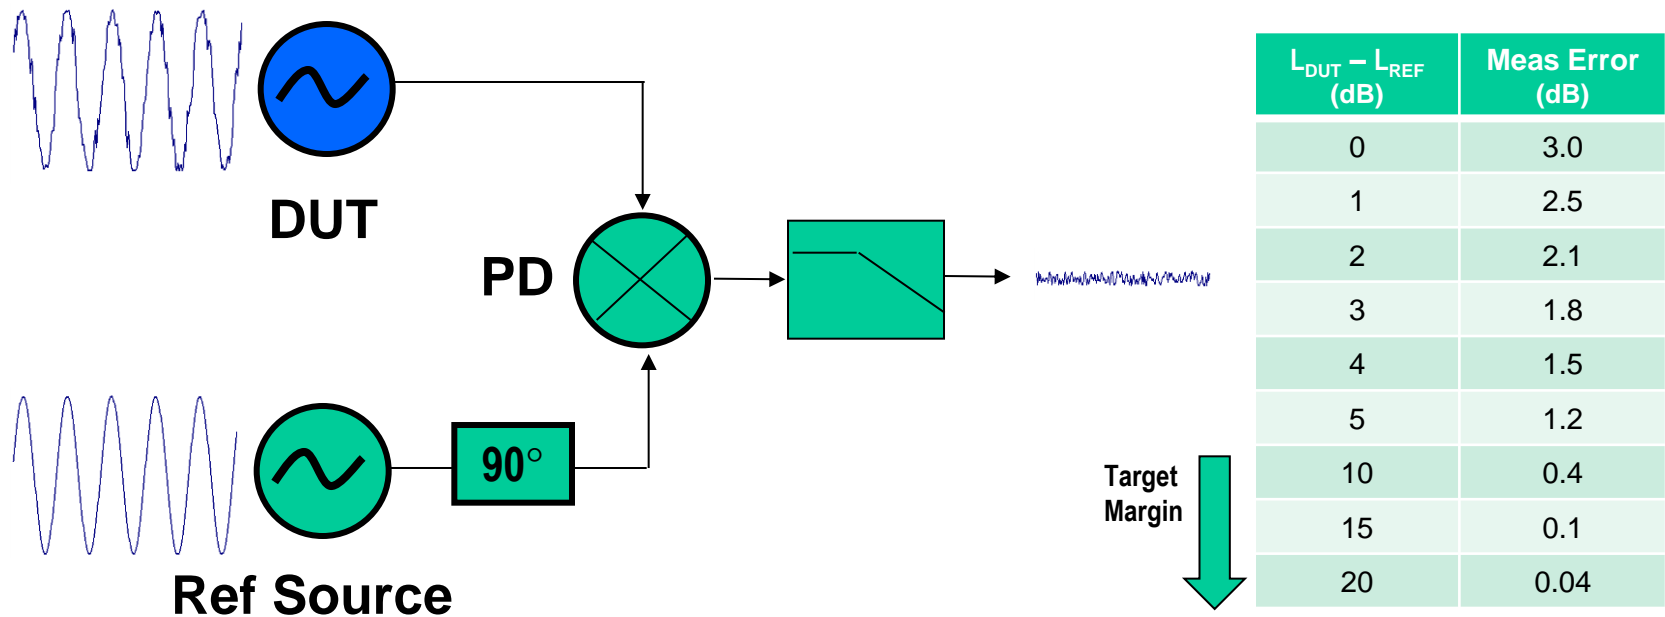 DUT
PD
90°
Ref Source
Target
Margin
L_DUT – L_REF Meas Error
(dB) (dB)
0 3.0
1 2.5
2 2.1
3 1.8
4 1.5
5 1.2
10 0.4
15 0.1
20 0.04